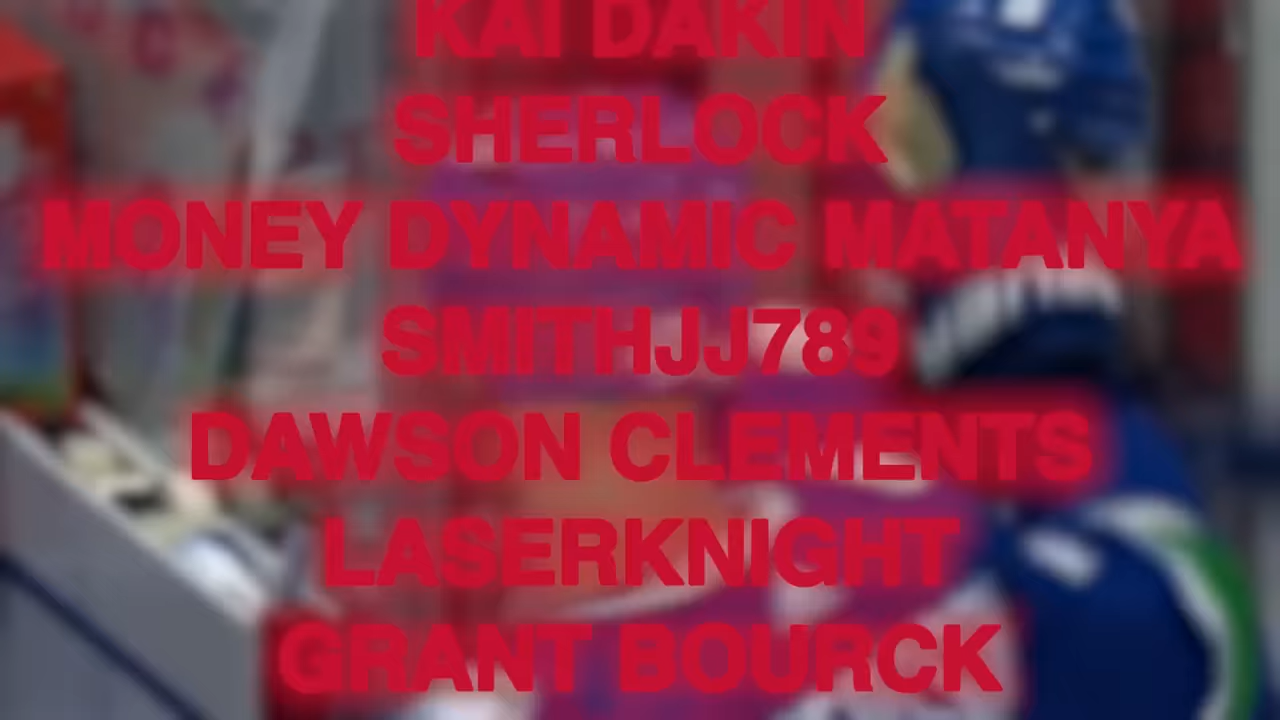 KAI DAKIN
SHERLOCK
MONEY DYNAMIC MATANYA
SMITHJJ789
DAWSON CLEMENTS
LASERKNIGHT
GRANT BOURCK